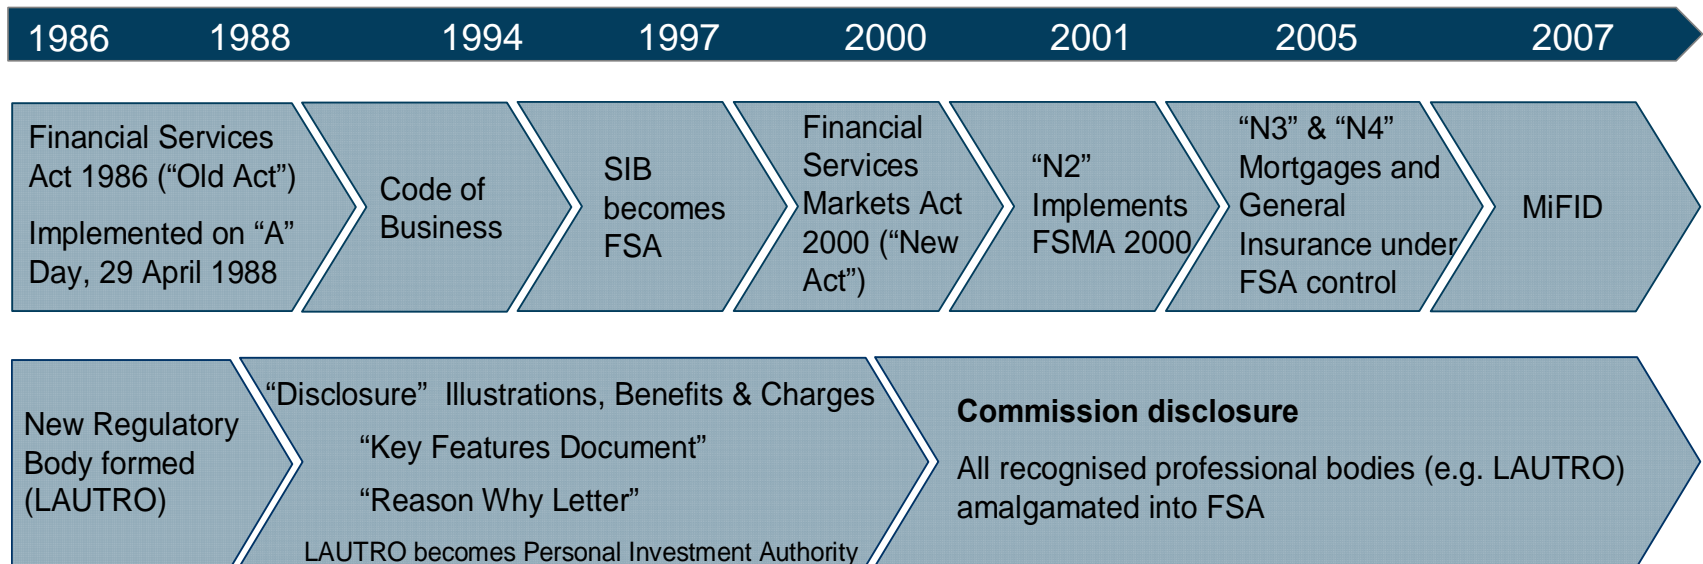 1986 1988 1994 1997 2000 2001 2005 2007
Financial Services
Act 1986 (“Old Act”)
Implemented on “A”
Day, 29 April 1988
Code of
Business
SIB
becomes
FSA
Financial
Services
Markets Act
2000 (“New
Act”)
“N2”
Implements
FSMA 2000
“N3” & “N4”
Mortgages and
General
Insurance under
FSA control
MiFID
New Regulatory
Body formed
(LAUTRO)
“Disclosure” Illustrations, Benefits & Charges
“Key Features Document”
“Reason Why Letter”
LAUTRO becomes Personal Investment Authority
Commission disclosure
All recognised professional bodies (e.g. LAUTRO)
amalgamated into FSA